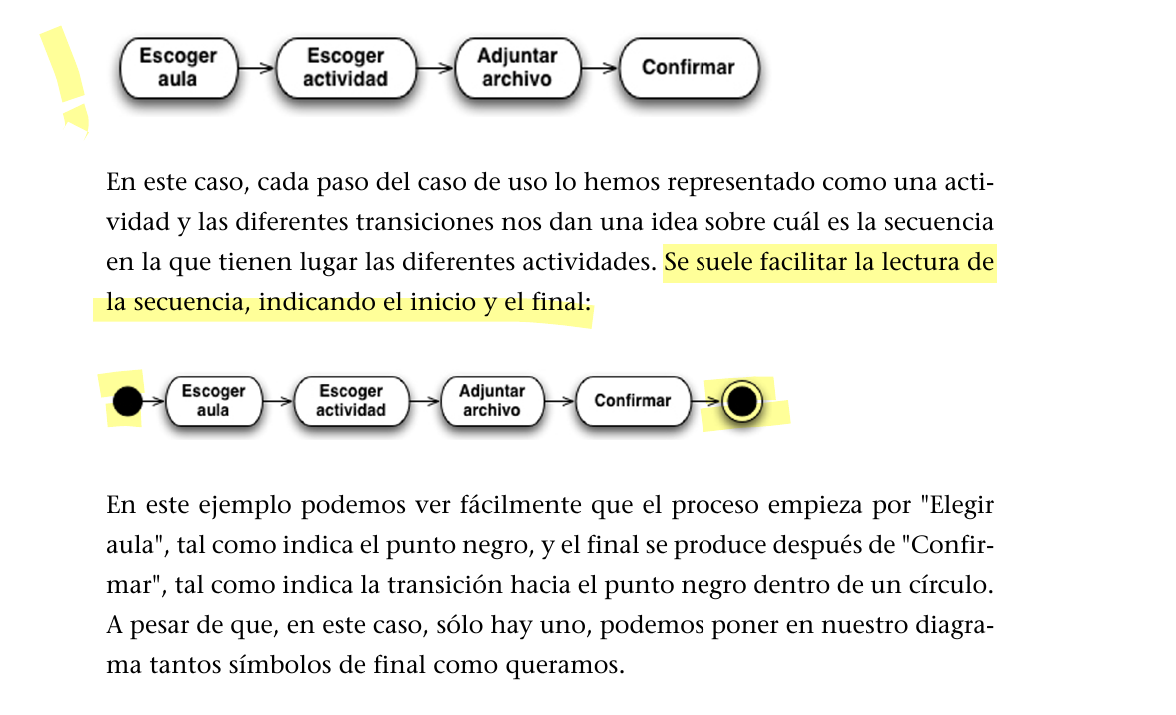 Escoger
aula
Escoger
actividad
Adjuntar
archivo
Confirmar
En este caso, cada paso del caso de uso lo hemos representado como una acti-
vidad y las diferentes transiciones nos dan una idea sobre cuál es la secuencia
en la que tienen lugar las diferentes actividades. Se suele facilitar la lectura de
la secuencia, indicando el inicio y el final:
Escoger
aula
Escoger
actividad
Adjuntar
archivo
Confirmar
En este ejemplo podemos ver fácilmente que el proceso empieza por "Elegir
aula", tal como indica el punto negro, y el final se produce después de "Confir-
mar", tal como indica la transición hacia el punto negro dentro de un círculo.
A pesar de que, en este caso, sólo hay uno, podemos poner en nuestro diagra-
ma tantos símbolos de final como queramos.